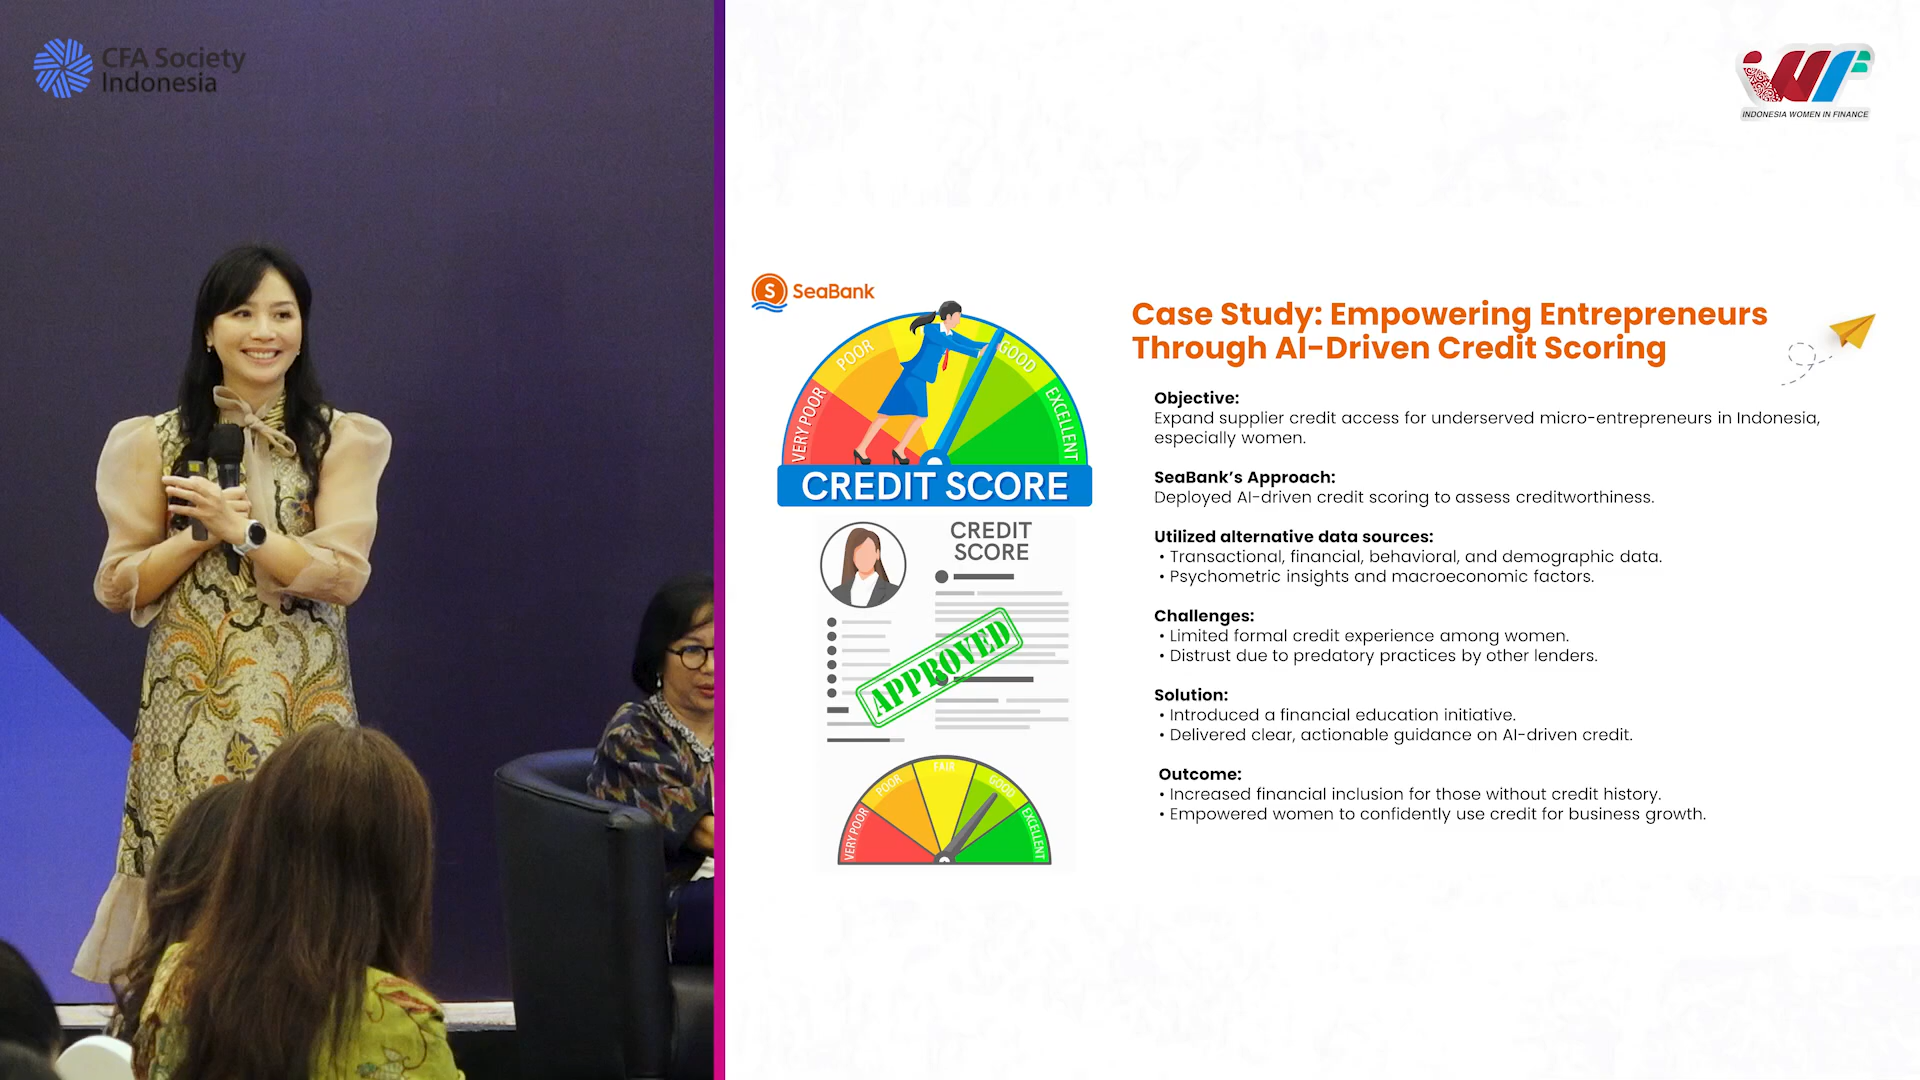 CFA Society
Indonesia
iWF
INDONESIA WOMEN IN FINANCE
S SeaBank
VERY POOR
POOR
GOOD
EXCELLENT
CREDIT SCORE
CREDIT
SCORE
APPROVED
VERY POOR
POOR
FAIR
GOOD
EXCELLENT
Case Study: Empowering Entrepreneurs
Through AI-Driven Credit Scoring
Objective:
Expand supplier credit access for underserved micro-entrepreneurs in Indonesia,
especially women.
SeaBank’s Approach:
Deployed AI-driven credit scoring to assess creditworthiness.
Utilized alternative data sources:
• Transactional, financial, behavioral, and demographic data.
• Psychometric insights and macroeconomic factors.
Challenges:
• Limited formal credit experience among women.
• Distrust due to predatory practices by other lenders.
Solution:
• Introduced a financial education initiative.
• Delivered clear, actionable guidance on AI-driven credit.
Outcome:
• Increased financial inclusion for those without credit history.
• Empowered women to confidently use credit for business growth.